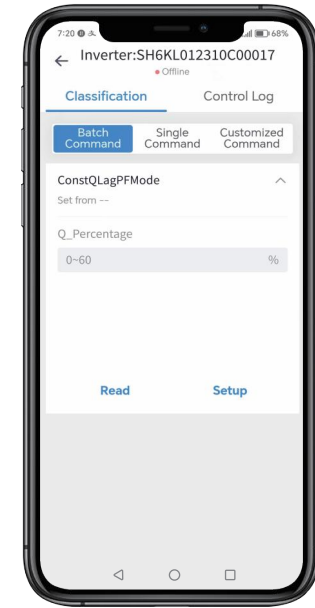 7:20 68%
Inverter:SH6KL012310C00017
Offline
Classification Control Log
Batch Command Single Command Customized Command
ConstQLagPFMode
Set from --
Q_Percentage
0~60 %
Read Setup